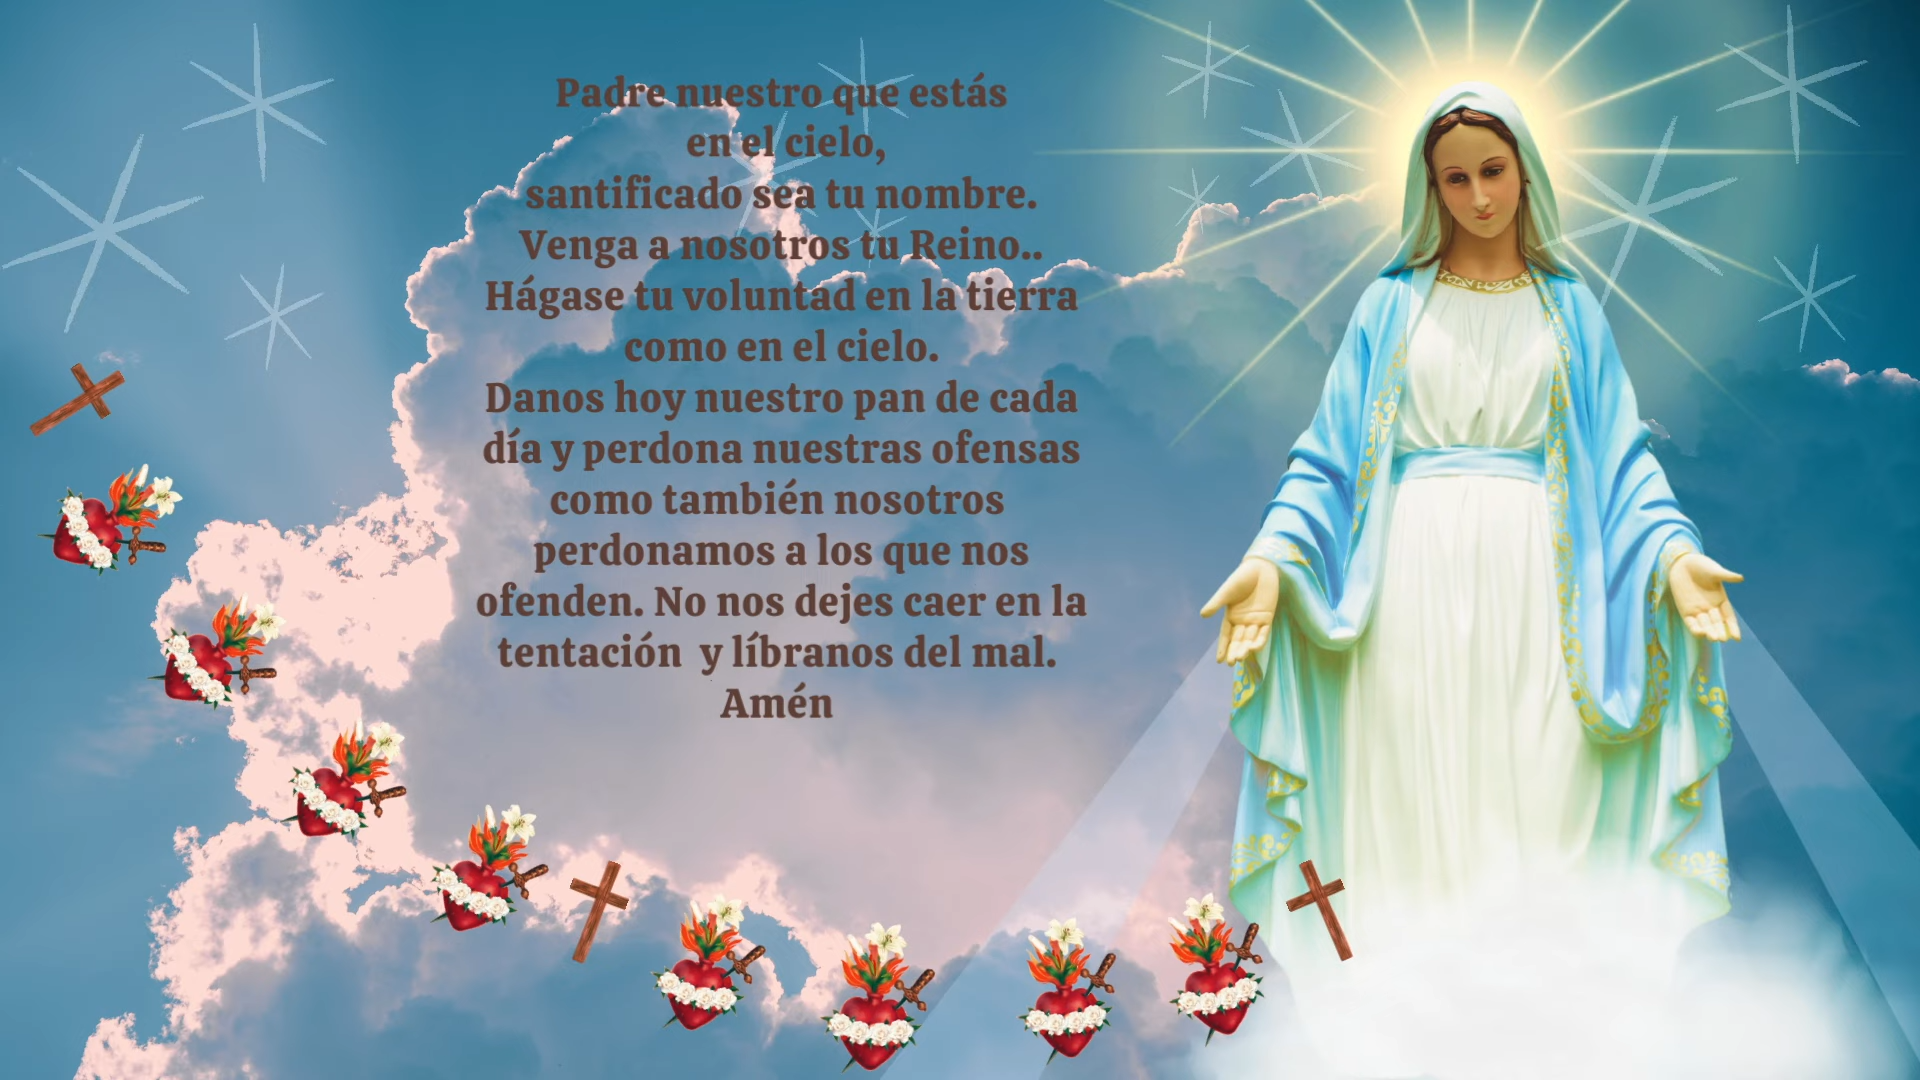 Padre nuestro que estás
en el cielo,
santificado sea tu nombre.
Venga a nosotros tu Reino..
Hágase tu voluntad en la tierra
como en el cielo.
Danos hoy nuestro pan de cada
día y perdona nuestras ofensas
como también nosotros
perdonamos a los que nos
ofenden. No nos dejes caer en la
tentación y líbranos del mal.
Amén